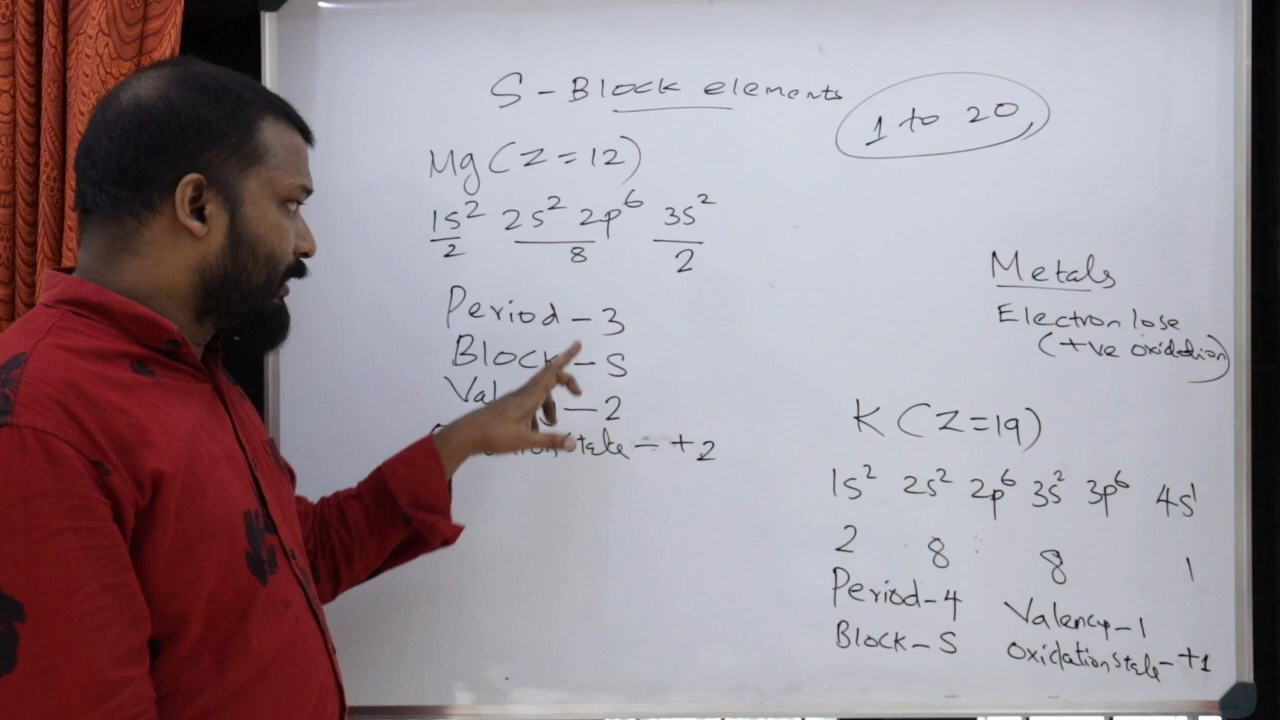 S - Block elements
1 to 20
Mg (Z=12)
1s² 2s² 2p⁶ 3s²
2 8 2
Period - 3
Block - S
— 2
- +2
Metals
Electron lose
(+ve oxidation)
K (Z=19)
1s² 2s² 2p⁶ 3s² 3p⁶ 4s¹
2 8 8 1
Period - 4
Block - S
Valency - 1
Oxidation state - +1